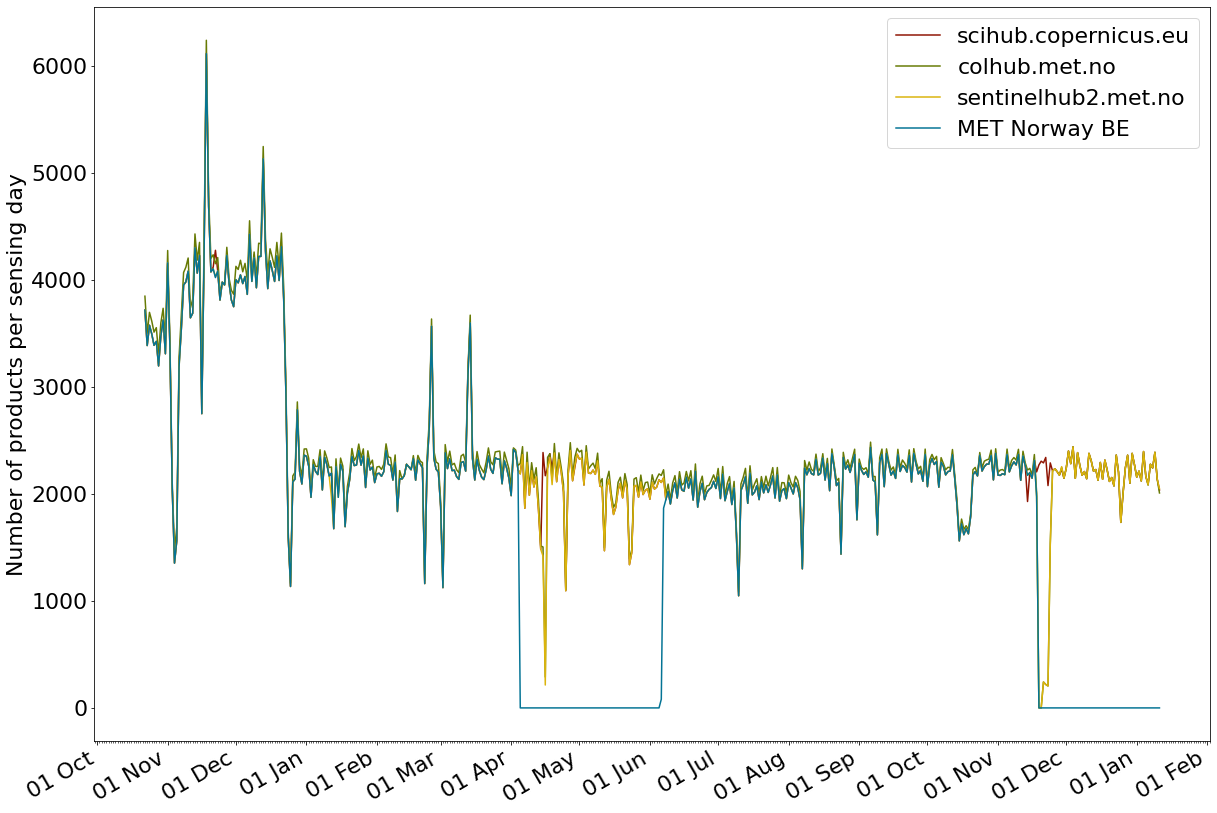 scihub.copernicus.eu
colhub.met.no
sentinelhub2.met.no
MET Norway BE
Number of products per sensing day
6000
5000
4000
3000
2000
1000
0
01 Oct
01 Nov
01 Dec
01 Jan
01 Feb
01 Mar
01 Apr
01 May
01 Jun
01 Jul
01 Aug
01 Sep
01 Oct
01 Nov
01 Dec
01 Jan
01 Feb